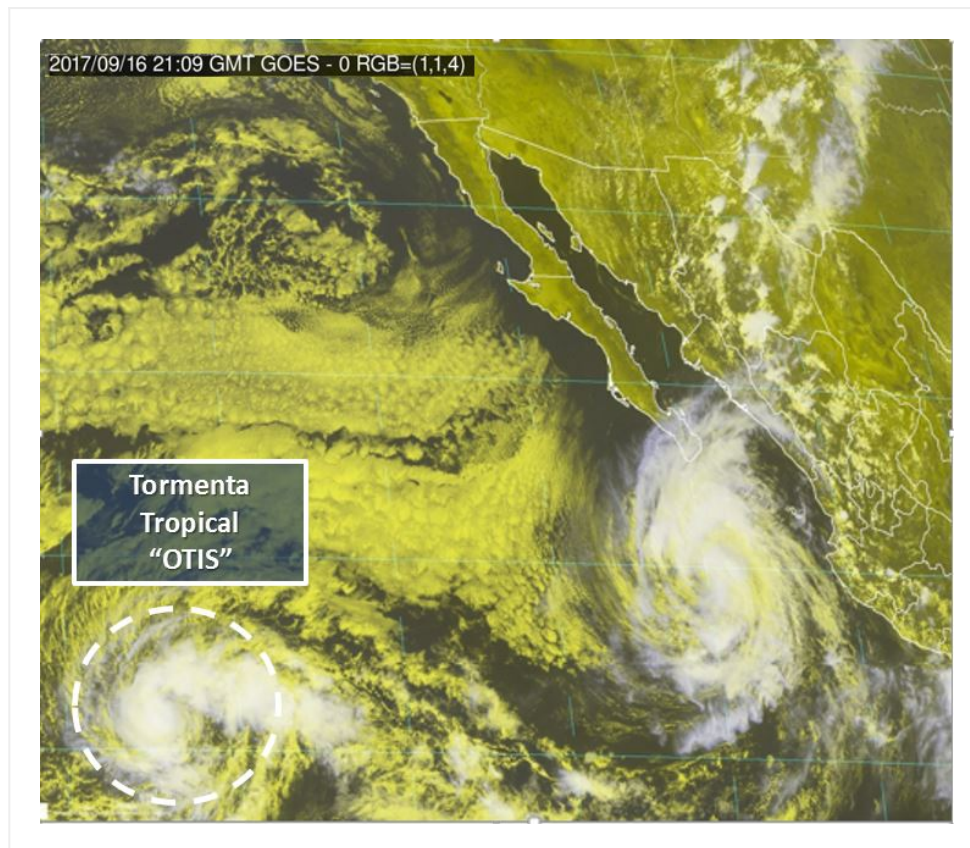 2017/09/16 21:09 GMT GOES - 0 RGB=(1,1,4)
Tormenta
Tropical
“OTIS”